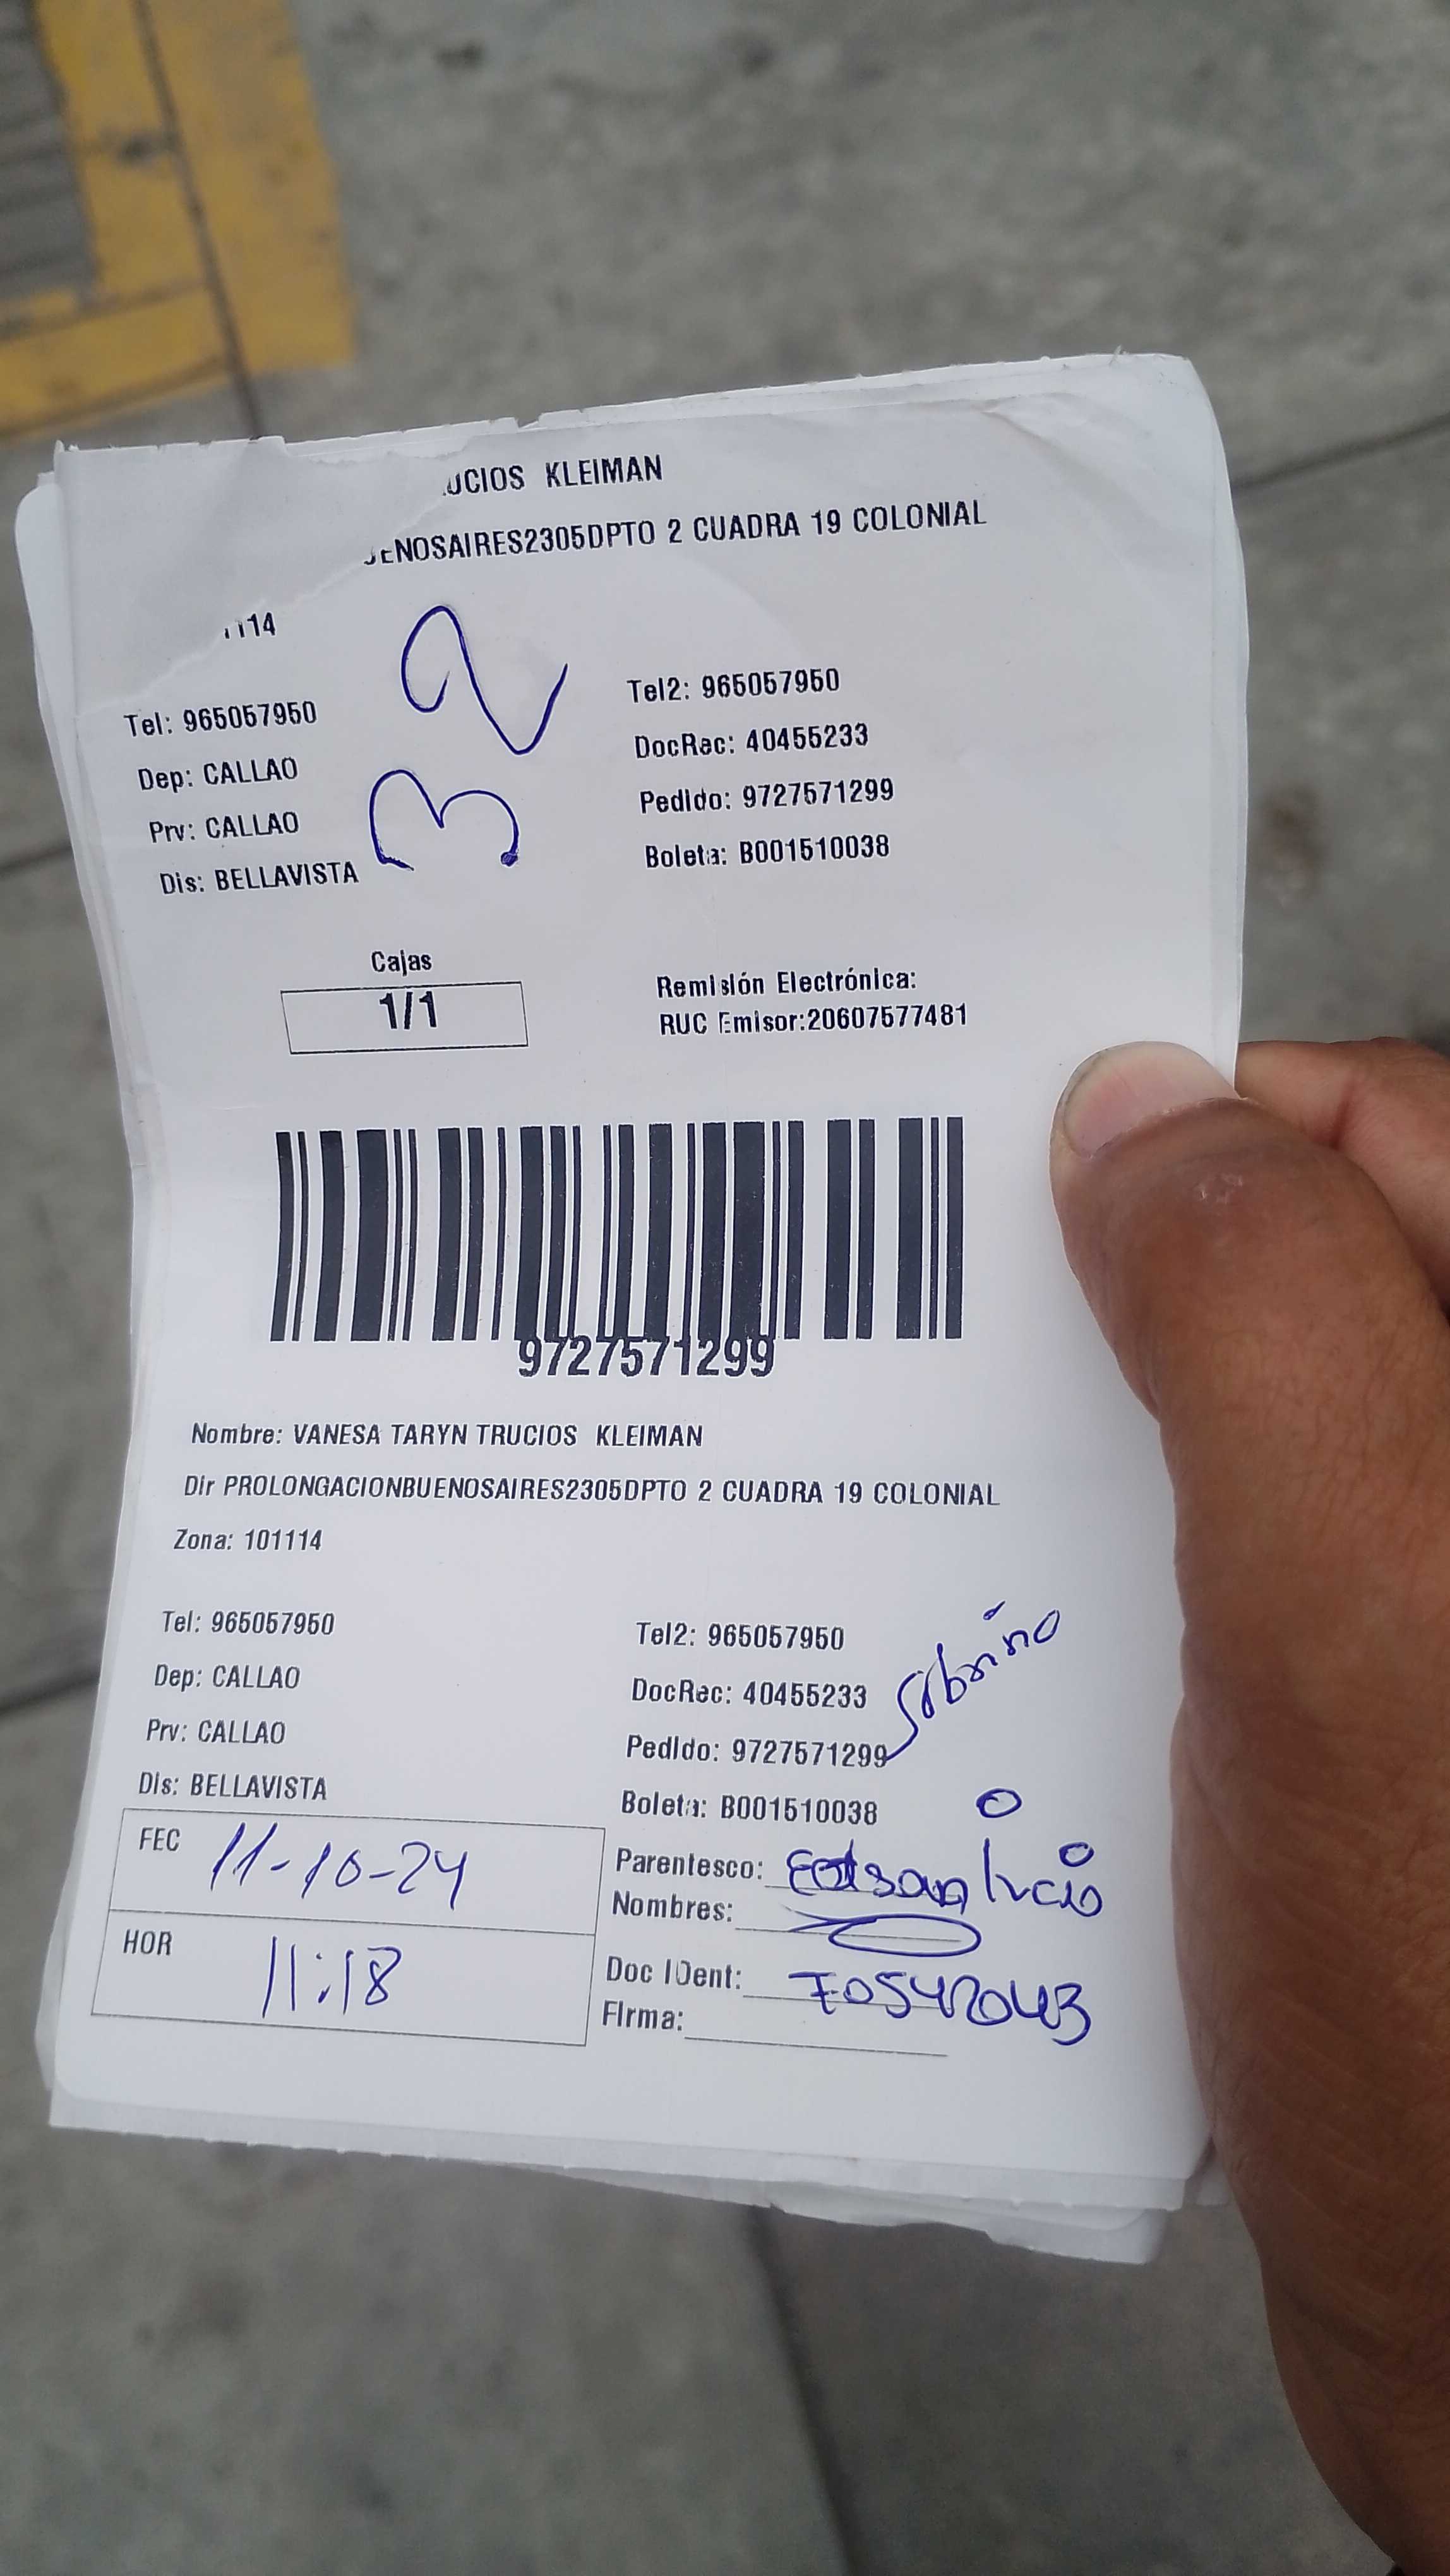 UCIOS KLEIMAN
ENOSAIRES2305DPTO 2 CUADRA 19 COLONIAL
1114
32
Tel: 965057950 Tel2: 965057950
Dep: CALLAO DocRec: 40455233
Prv: CALLAO Pedido: 9727571299
Dis: BELLAVISTA Boleta: B001510038
Cajas
1/1
Remisión Electrónica:
RUC Emisor:20607577481
9727571299
Nombre: VANESA TARYN TRUCIOS KLEIMAN
Dir PROLONGACIONBUENOSAIRES2305DPTO 2 CUADRA 19 COLONIAL
Zona: 101114
Tel: 965057950 Tel2: 965057950
Dep: CALLAO DocRec: 40455233
sobrino
Prv: CALLAO Pedido: 9727571299
Dis: BELLAVISTA Boleta: B001510038
FEC 11-10-24
Parentesco:
Nombres:
HOR 11:18
Doc IDent: 70542043
Firma: